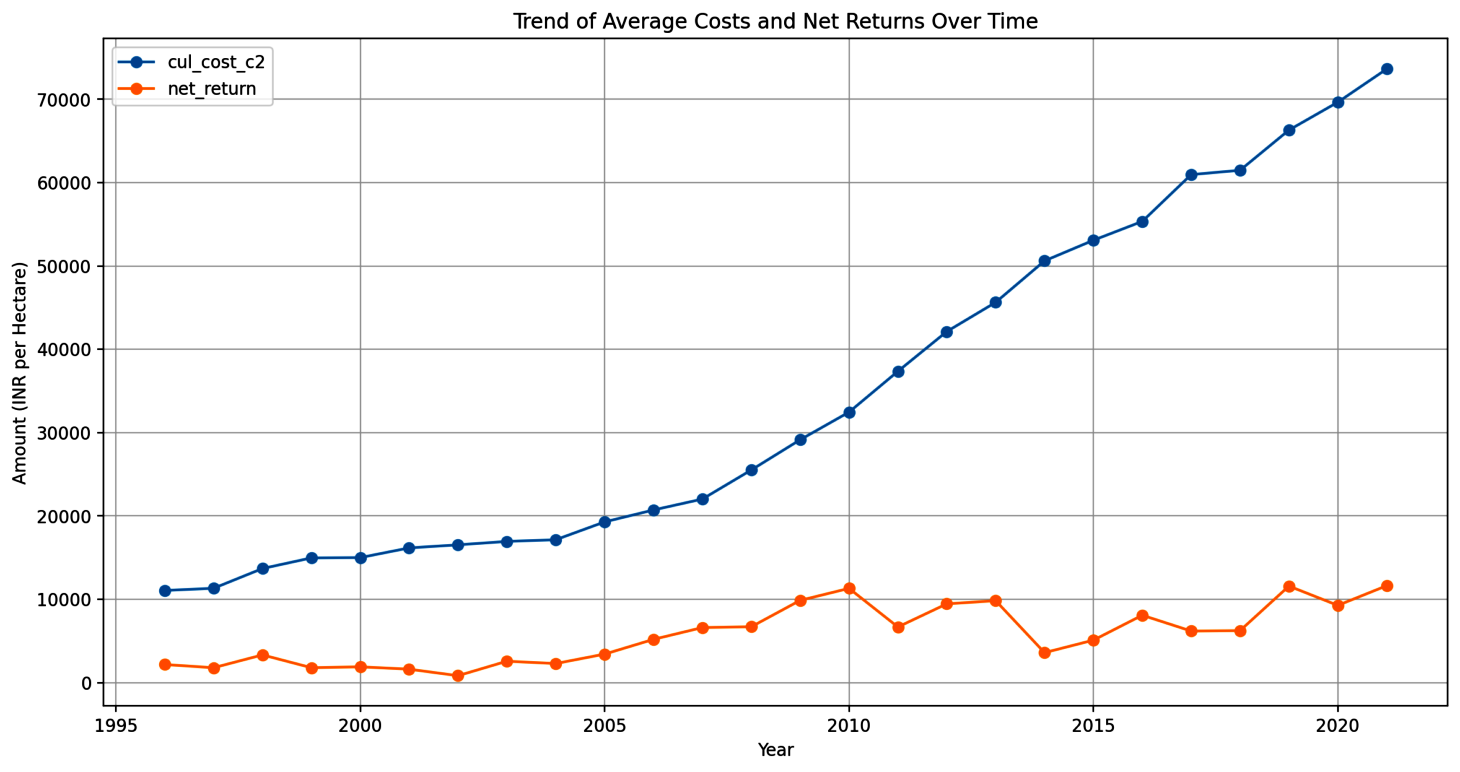 Trend of Average Costs and Net Returns Over Time
cul_cost_c2
net_return
Amount (INR per Hectare)
70000
60000
50000
40000
30000
20000
10000
0
1995 2000 2005 2010 2015 2020
Year